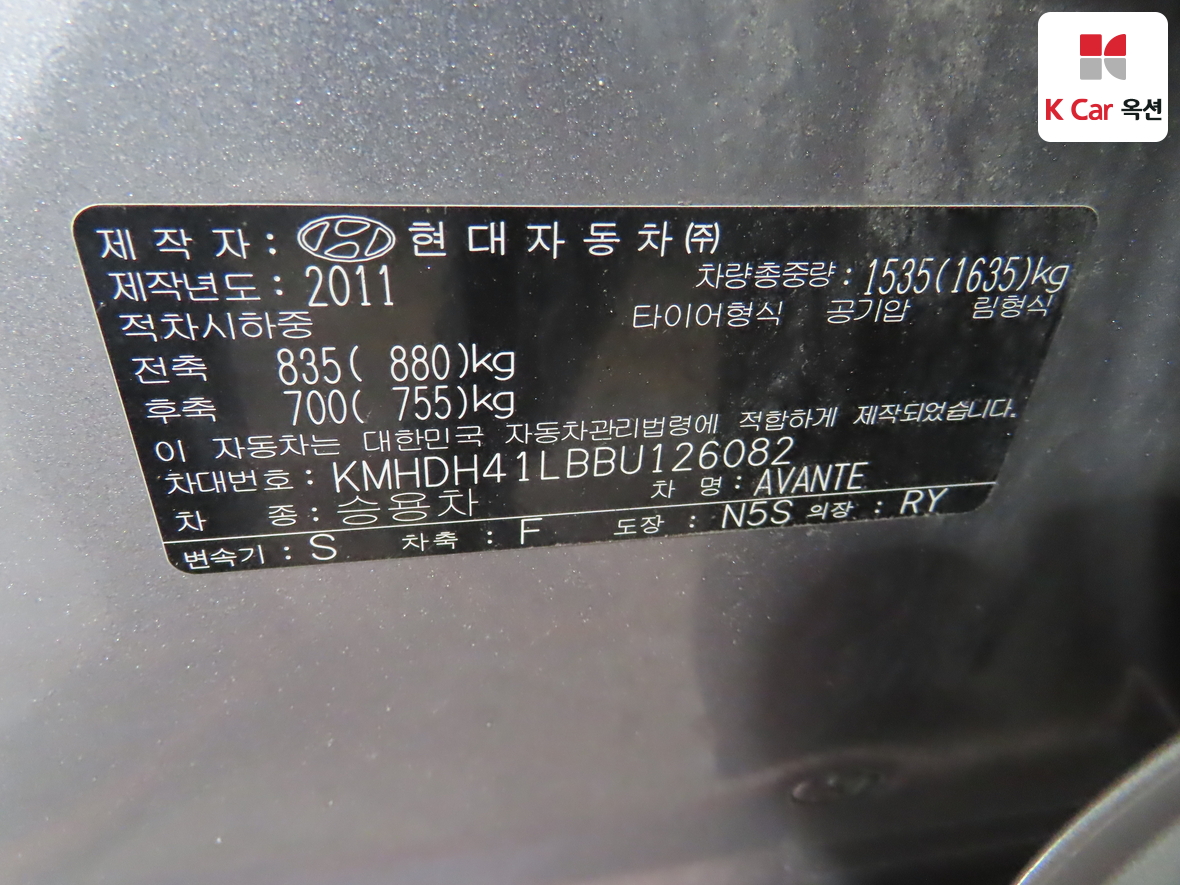 K Car 옥션
제 작 자 : HYUNDAI 현 대 자 동 차 ㈜
제작년도 : 2011
차량총중량 : 1535(1635)kg
적차시하중
타이어형식 공기압 림형식
전축 835( 880)kg
후축 700( 755)kg
이 자동차는 대한민국 자동차관리법령에 적합하게 제작되었습니다.
차대번호 : KMHDH41LBBU126082
차 종 : 승용차 차 명 : AVANTE
변속기 : S 차축 : F 도장 : N5S 의장 : RY